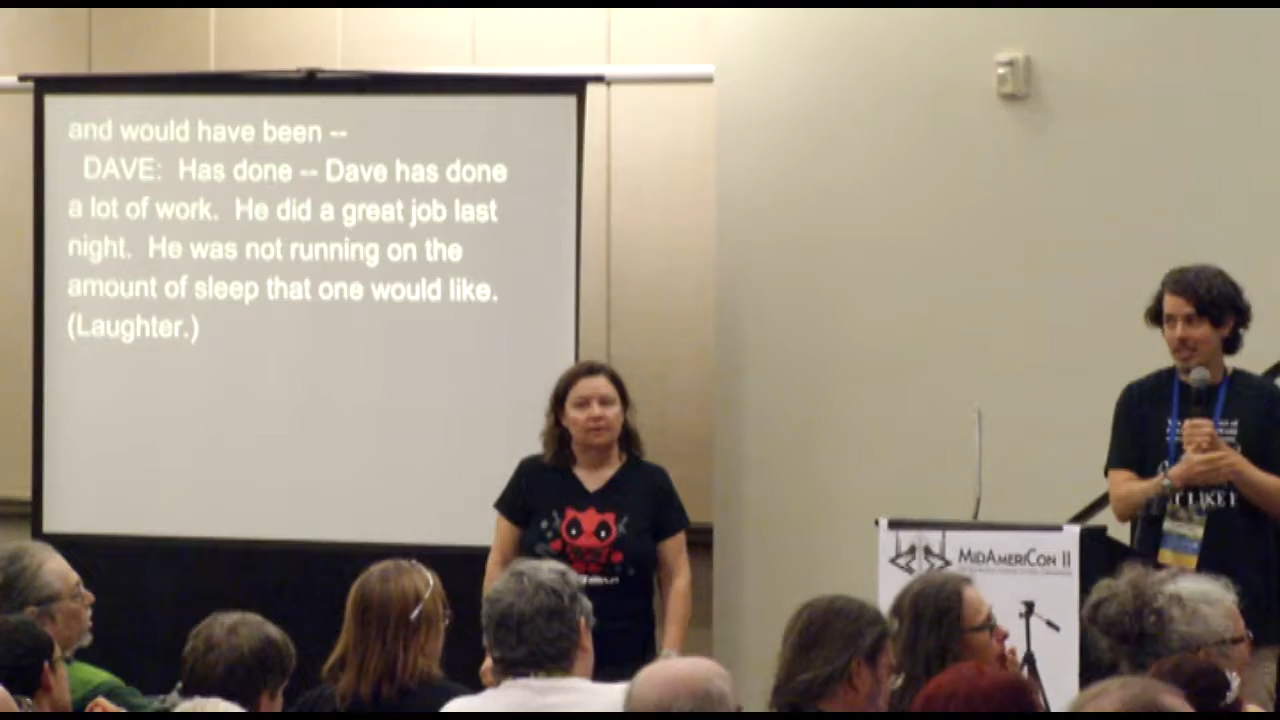 and would have been --
DAVE: Has done -- Dave has done
a lot of work. He did a great job last
night. He was not running on the
amount of sleep that one would like.
(Laughter.)
MIDAMERICON II
LIKE